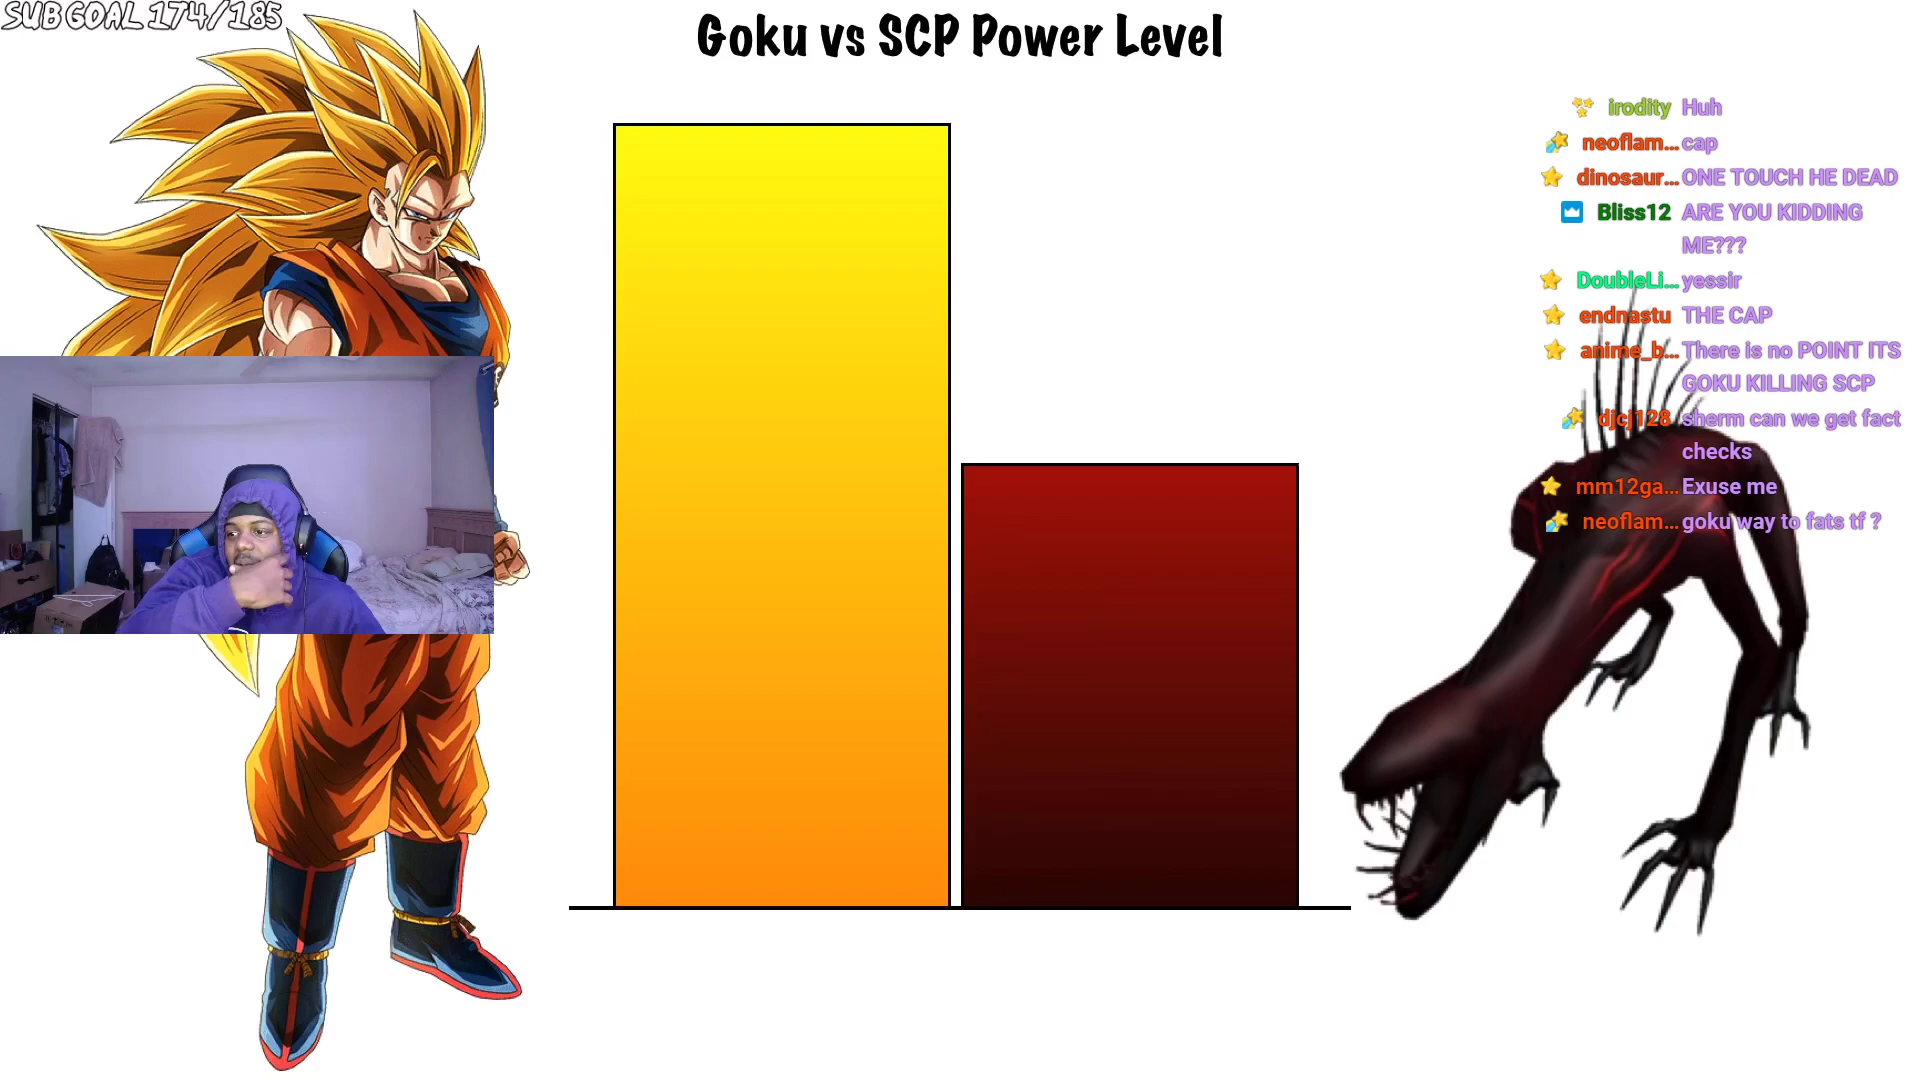 SUB GOAL 174/185
Goku vs SCP Power Level
irodity Huh
neoflam... cap
dinosaur... ONE TOUCH HE DEAD
Bliss12 ARE YOU KIDDING
ME???
DoubleLi... yessir
endnastu THE CAP
anime_b... There is no POINT ITS
GOKU KILLING SCP
djcj128 sherm can we get fact
checks
mm12ga... Exuse me
neoflam... goku way to fats tf ?